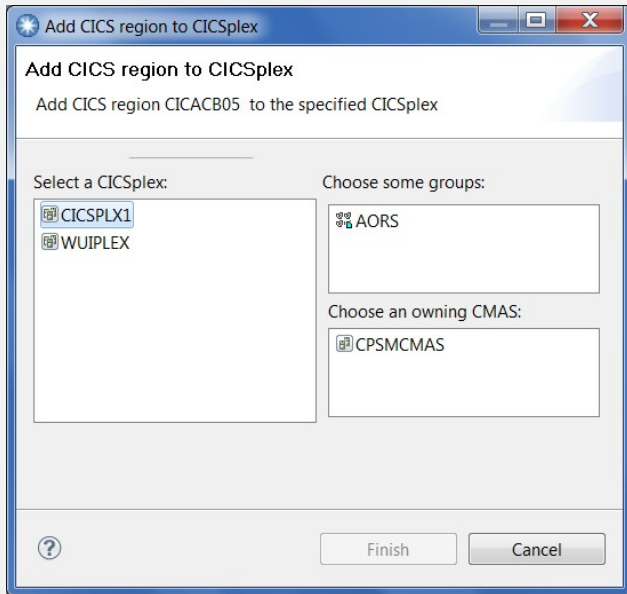 Add CICS region to CICSplex
Add CICS region to CICSplex
Add CICS region CICACB05 to the specified CICSplex
Select a CICSplex:
CICSPLX1
WUIPLEX
Choose some groups:
AORS
Choose an owning CMAS:
CPSMCMAS
?
Finish
Cancel